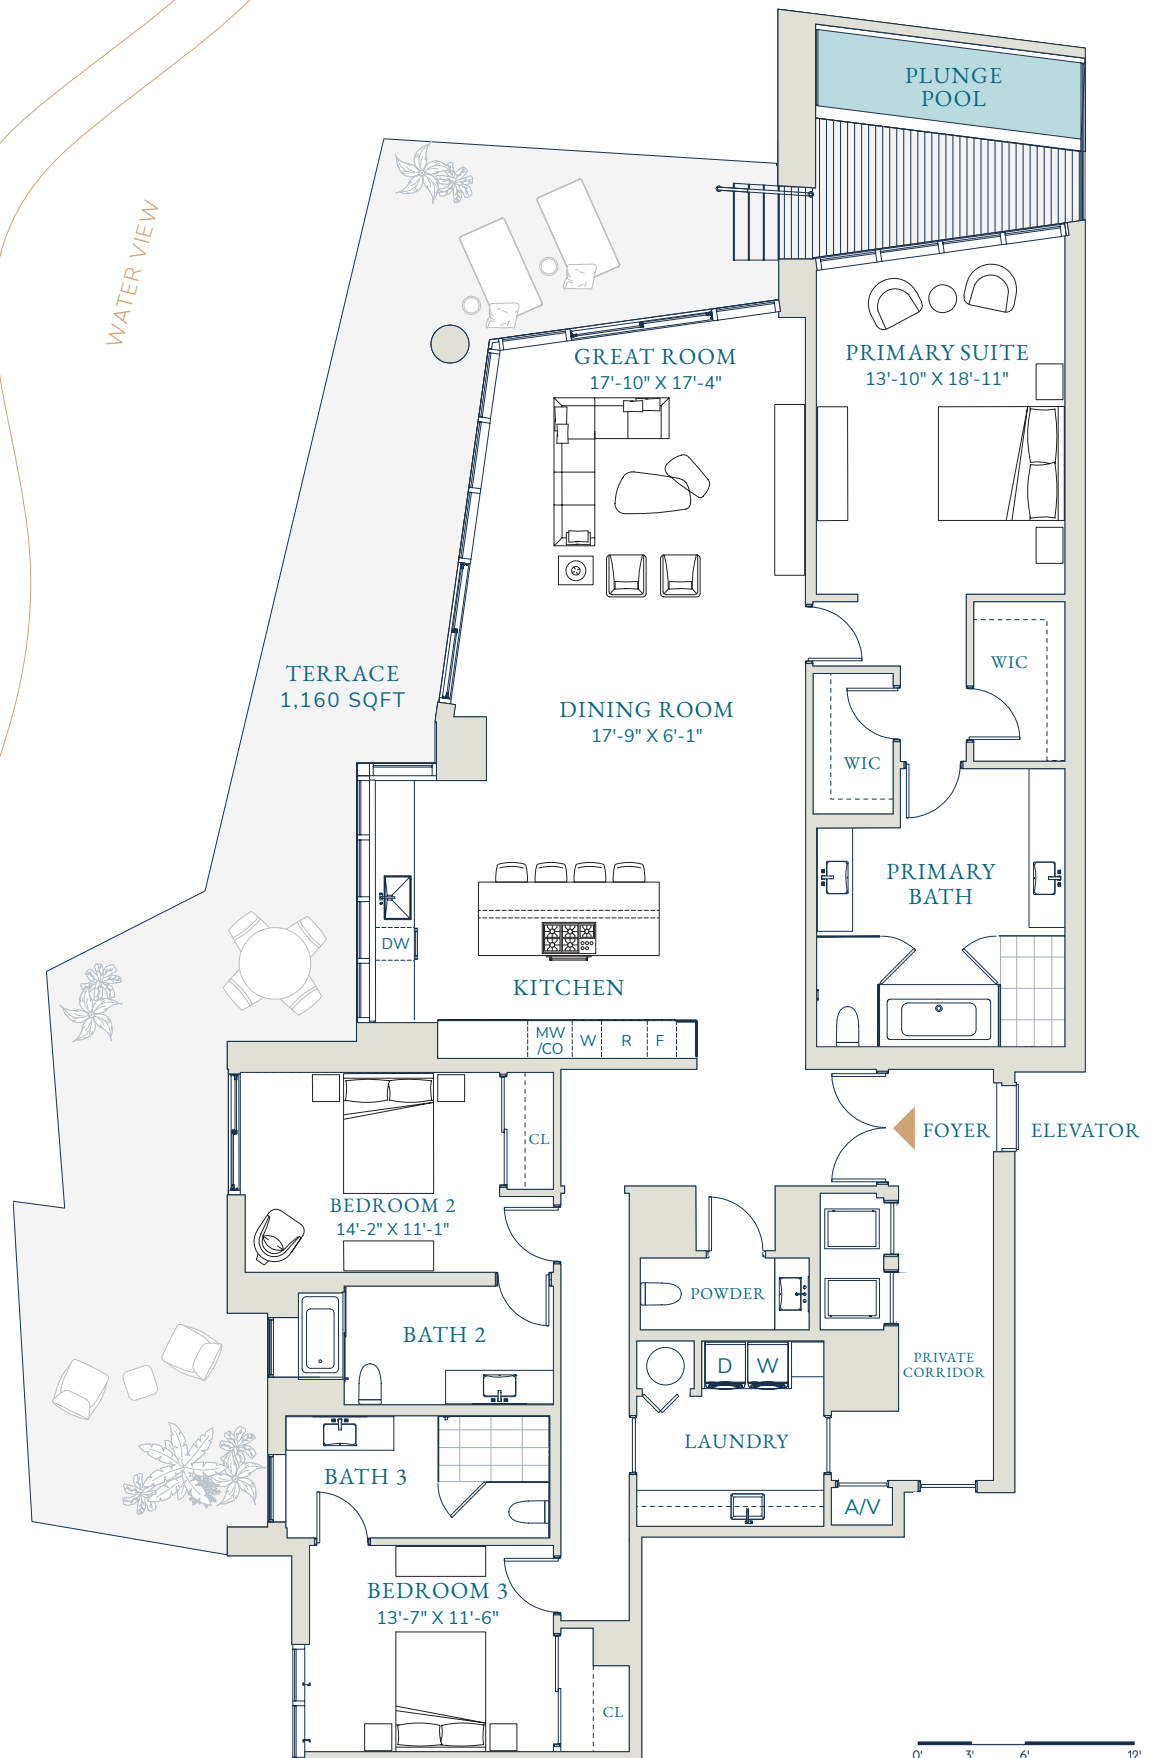 PLUNGE
POOL
WATER VIEW
GREAT ROOM
17'-10" X 17'-4"
PRIMARY SUITE
13'-10" X 18'-11"
TERRACE
1,160 SQFT
DINING ROOM
17'-9" X 6'-1"
WIC
WIC
PRIMARY
BATH
DW
KITCHEN
MW
/CO
W
R
F
CL
FOYER
ELEVATOR
BEDROOM 2
14'-2" X 11'-1"
POWDER
BATH 2
D
W
PRIVATE
CORRIDOR
LAUNDRY
BATH 3
A/V
BEDROOM 3
13'-7" X 11'-6"
CL
0' 3' 6' 12'